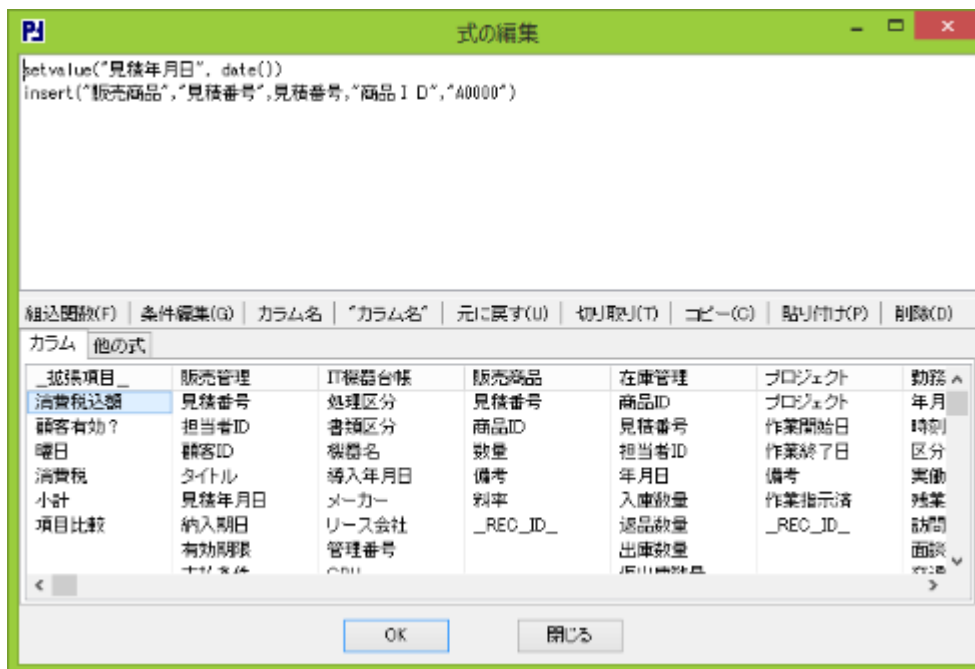 式の編集
setvalue("見積年月日", date())
insert("販売商品","見積番号",見積番号,"商品ＩＤ","A0000")
組込関数(F) 条件編集(G) カラム名 "カラム名" 元に戻す(U) 切り取り(T) コピー(C) 貼り付け(P) 削除(D)
カラム 他の式
_拡張項目_ 販売管理 IT機器台帳 販売商品 在庫管理 プロジェクト 勤務
消費税込額 見積番号 処理区分 見積番号 商品ID プロジェクト 年月
顧客有効？ 担当者ID 書類区分 商品ID 見積番号 作業開始日 時刻
曜日 顧客ID 機器名 数量 担当者ID 作業終了日 区分
消費税 タイトル 導入年月日 備考 年月日 備考 実働
小計 見積年月日 メーカー 料率 入庫数量 作業指示済 残業
項目比較 納入期日 リース会社 _REC_ID_ 返品数量 _REC_ID_ 訪問
有効期限 管理番号 出庫数量 面談
OK 閉じる